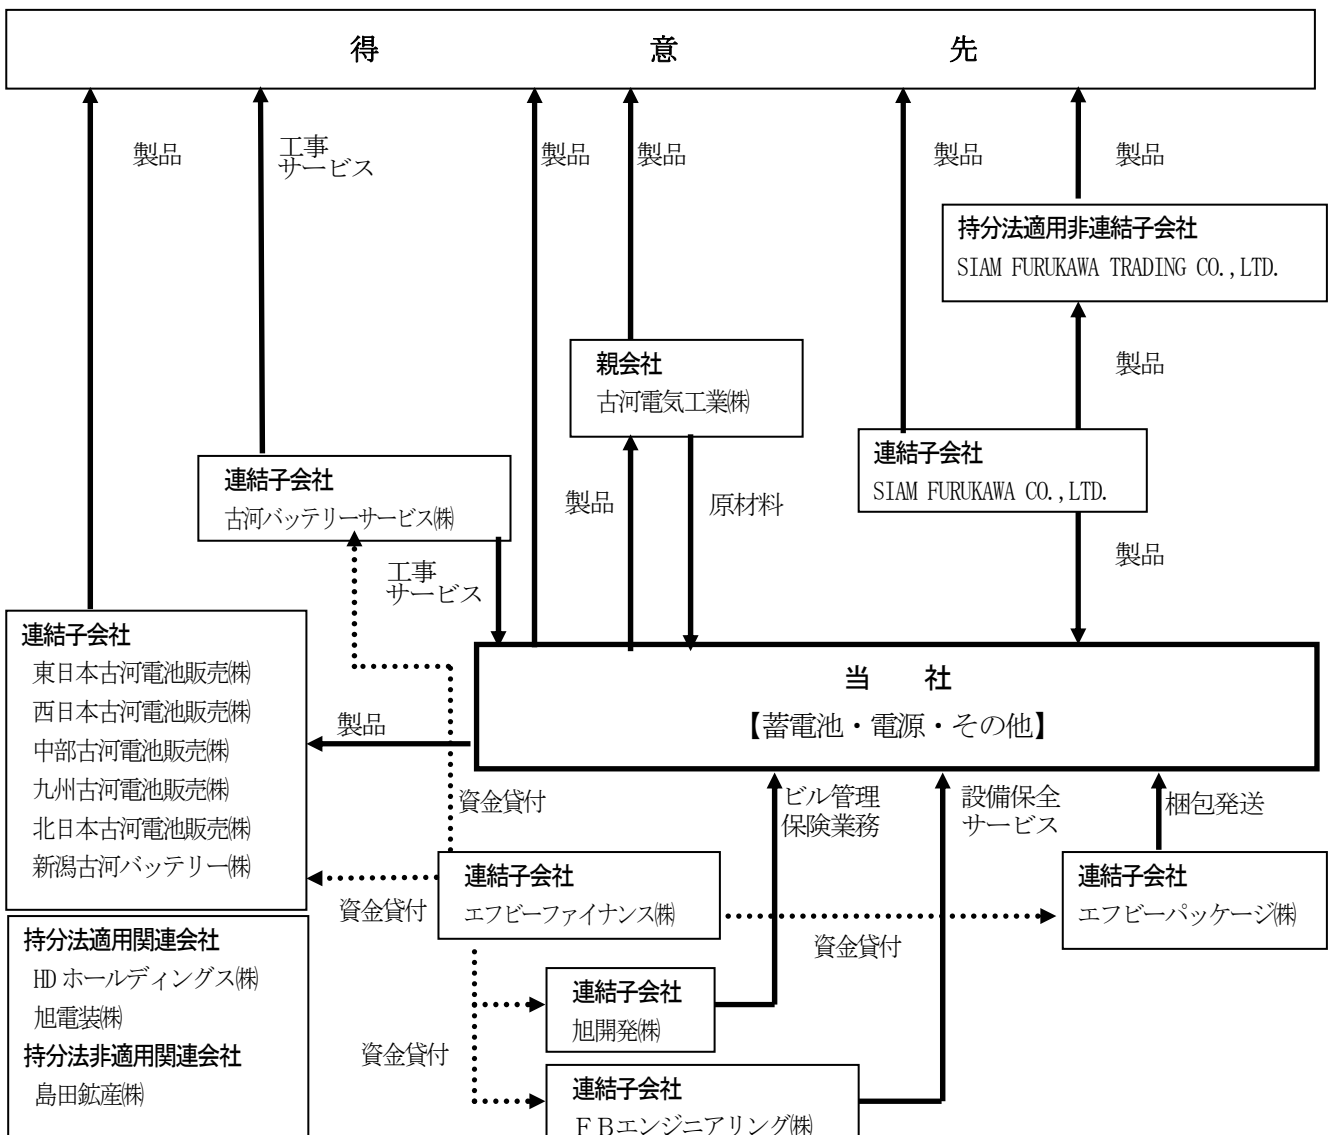 得　意　先
製品
工事
サービス
製品
製品
製品
製品
持分法適用非連結子会社
SIAM FURUKAWA TRADING CO.,LTD.
製品
親会社
古河電気工業㈱
連結子会社
SIAM FURUKAWA CO.,LTD.
連結子会社
古河バッテリーサービス㈱
製品
原材料
製品
工事
サービス
連結子会社
東日本古河電池販売㈱
西日本古河電池販売㈱
中部古河電池販売㈱
九州古河電池販売㈱
北日本古河電池販売㈱
新潟古河バッテリー㈱
当　社
【蓄電池・電源・その他】
製品
資金貸付
ビル管理
保険業務
設備保全
サービス
梱包発送
連結子会社
エフビーファイナンス㈱
資金貸付
連結子会社
エフビーパッケージ㈱
資金貸付
持分法適用関連会社
HDホールディングス㈱
旭電装㈱
持分法非適用関連会社
島田鉱産㈱
連結子会社
旭開発㈱
資金貸付
連結子会社
ＦＢエンジニアリング㈱